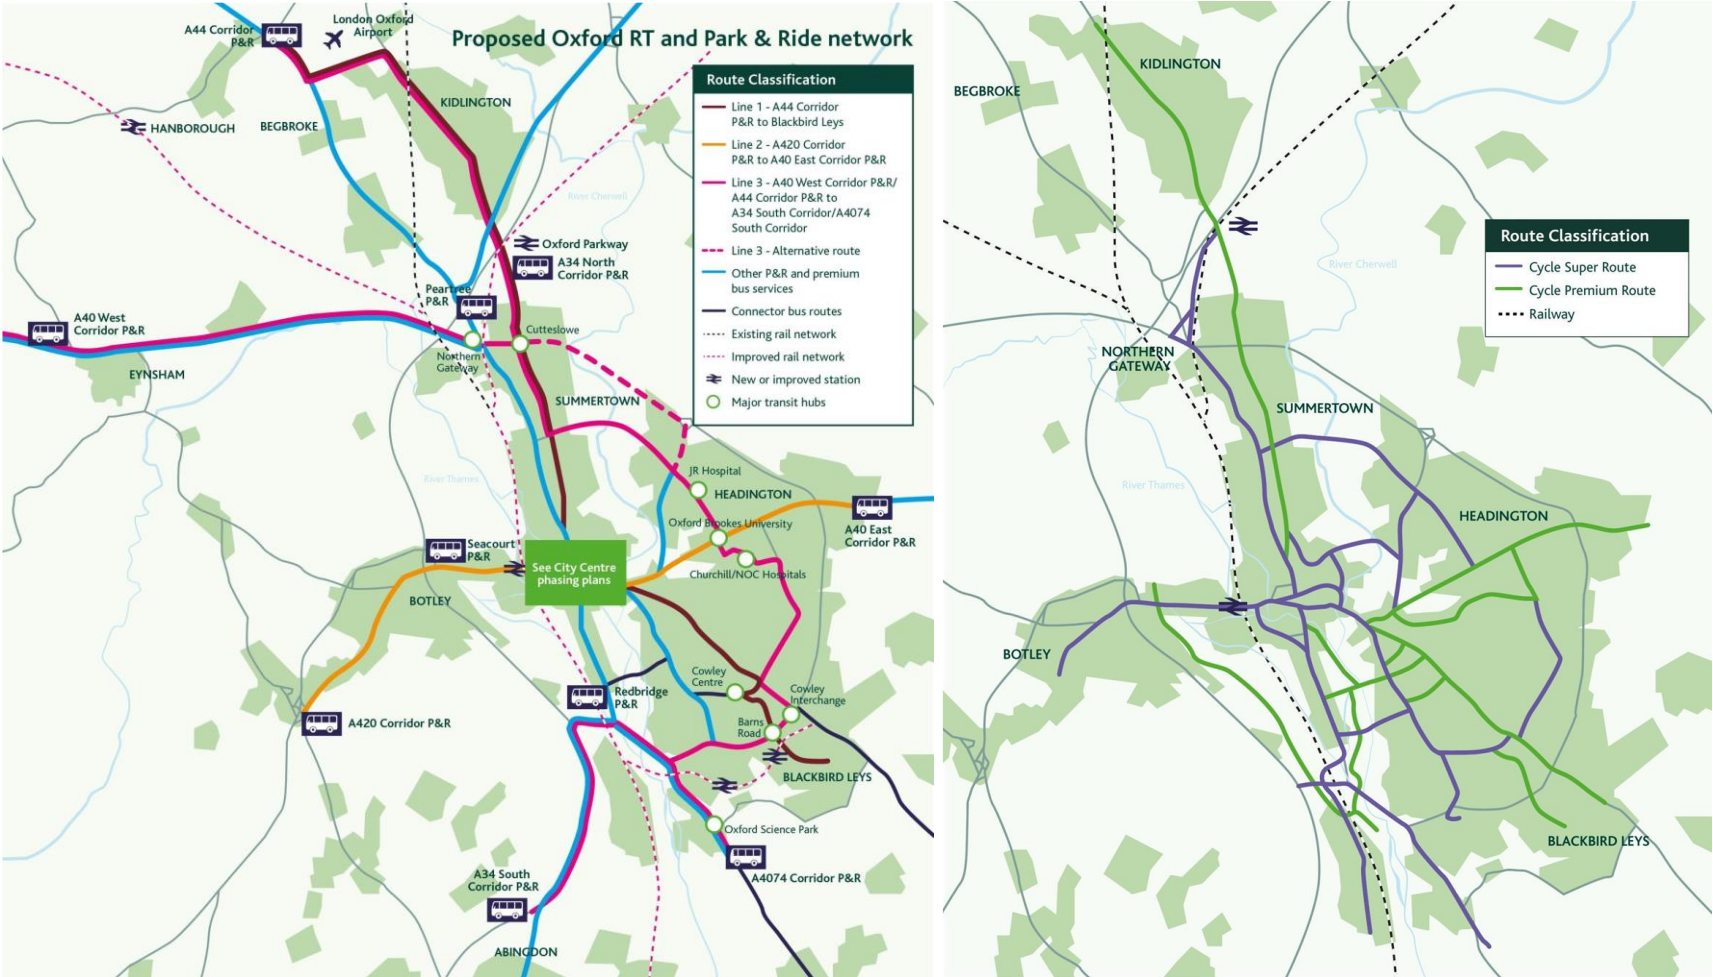 Proposed Oxford RT and Park & Ride network
A44 Corridor
P&R
London Oxford
Airport
KIDLINGTON
HANBOROUGH
BEGBROKE
River Cherwell
Oxford Parkway
A34 North
Corridor P&R
Peartree
P&R
A40 West
Corridor P&R
Cutteslowe
Northern
Gateway
EYNSHAM
SUMMERTOWN
River Thames
JR Hospital
HEADINGTON
Oxford Brookes University
A40 East
Corridor P&R
Seacourt
P&R
See City Centre
phasing plans
Churchill/NOC Hospitals
BOTLEY
Cowley
Centre
Cowley
Interchange
Redbridge
P&R
A420 Corridor P&R
Barns
Road
BLACKBIRD LEYS
Oxford Science Park
A4074 Corridor P&R
A34 South
Corridor P&R
ABINGDON
Route Classification
Line 1 - A44 Corridor
P&R to Blackbird Leys
Line 2 - A420 Corridor
P&R to A40 East Corridor P&R
Line 3 - A40 West Corridor P&R/
A44 Corridor P&R to
A34 South Corridor/A4074
South Corridor
Line 3 - Alternative route
Other P&R and premium
bus services
Connector bus routes
Existing rail network
Improved rail network
New or improved station
Major transit hubs
KIDLINGTON
BEGBROKE
River Cherwell
NORTHERN
GATEWAY
SUMMERTOWN
River Thames
HEADINGTON
BOTLEY
BLACKBIRD LEYS
Route Classification
Cycle Super Route
Cycle Premium Route
Railway